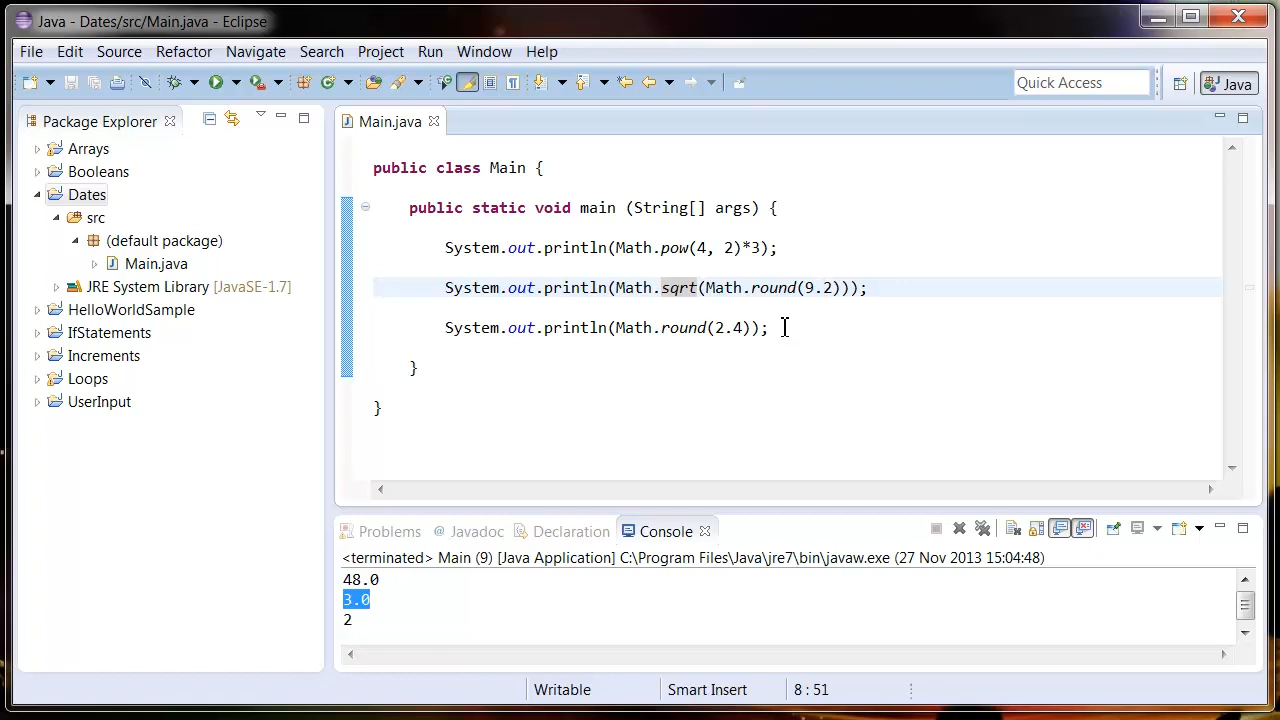 Java - Dates/src/Main.java - Eclipse
File Edit Source Refactor Navigate Search Project Run Window Help
Quick Access
Java
Package Explorer
Arrays
Booleans
Dates
src
(default package)
Main.java
JRE System Library [JavaSE-1.7]
HelloWorldSample
IfStatements
Increments
Loops
UserInput
Main.java
public class Main {
public static void main (String[] args) {
System.out.println(Math.pow(4, 2)*3);
System.out.println(Math.sqrt(Math.round(9.2)));
System.out.println(Math.round(2.4));
}
}
Problems @ Javadoc Declaration Console
<terminated> Main (9) [Java Application] C:\Program Files\Java\jre7\bin\javaw.exe (27 Nov 2013 15:04:48)
48.0
3.0
2
Writable Smart Insert 8 : 51